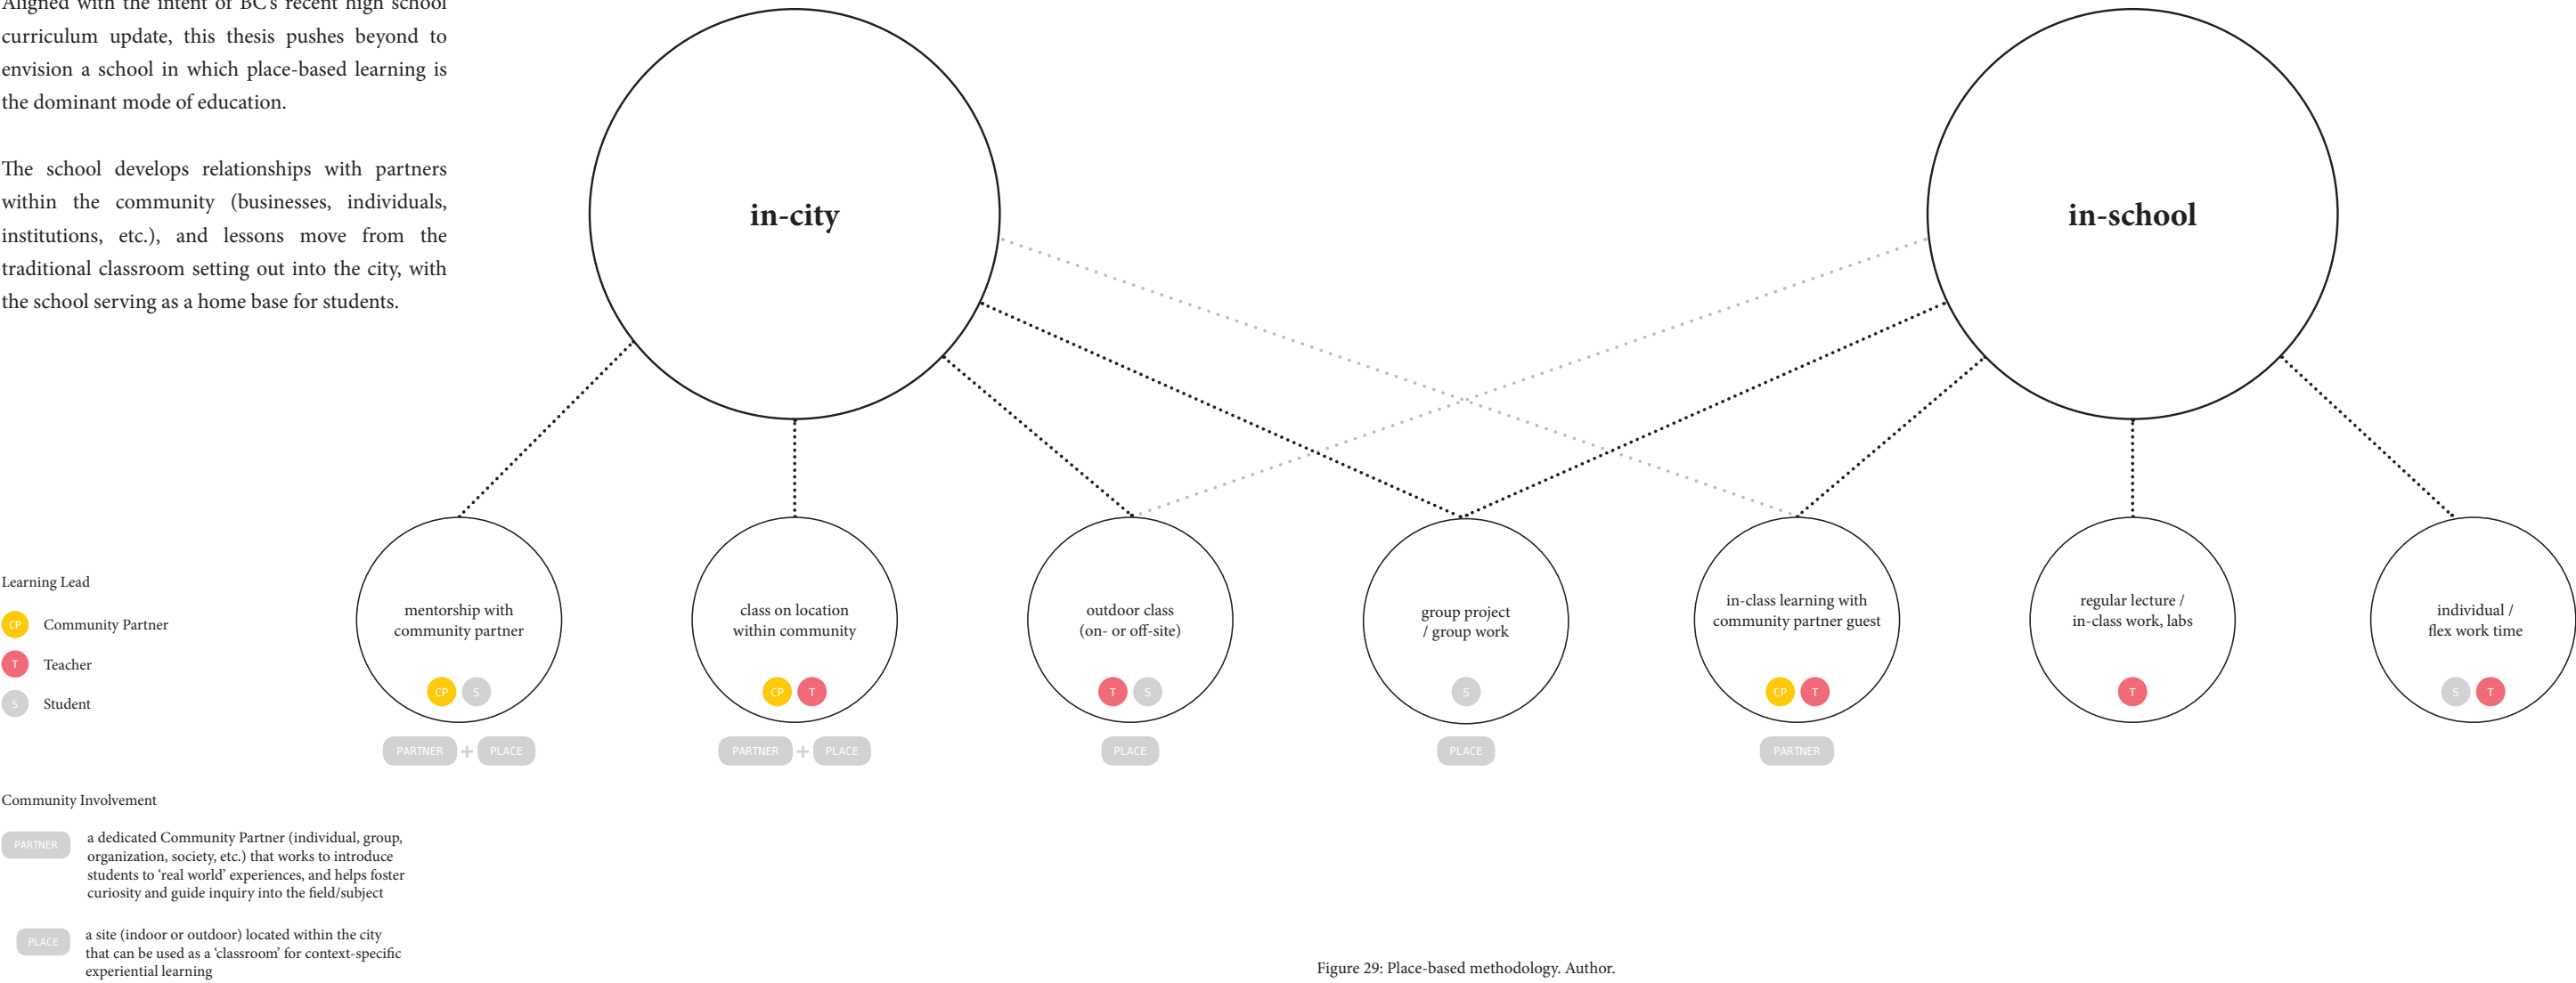 Aligned with the intent of BC's recent high school
curriculum update, this thesis pushes beyond to
envision a school in which place-based learning is
the dominant mode of education.
The school develops relationships with partners
within the community (businesses, individuals,
institutions, etc.), and lessons move from the
traditional classroom setting out into the city, with
the school serving as a home base for students.
in-city
in-school
Learning Lead
CP Community Partner
T Teacher
S Student
mentorship with
community partner
CP S
PARTNER + PLACE
class on location
within community
CP T
PARTNER + PLACE
outdoor class
(on- or off-site)
T S
PLACE
group project
/ group work
S
PLACE
in-class learning with
community partner guest
CP T
PARTNER
regular lecture /
in-class work, labs
T
individual /
flex work time
S T
Community Involvement
PARTNER
a dedicated Community Partner (individual, group,
organization, society, etc.) that works to introduce
students to ‘real world’ experiences, and helps foster
curiosity and guide inquiry into the field/subject
PLACE
a site (indoor or outdoor) located within the city
that can be used as a ‘classroom’ for context-specific
experiential learning
Figure 29: Place-based methodology. Author.